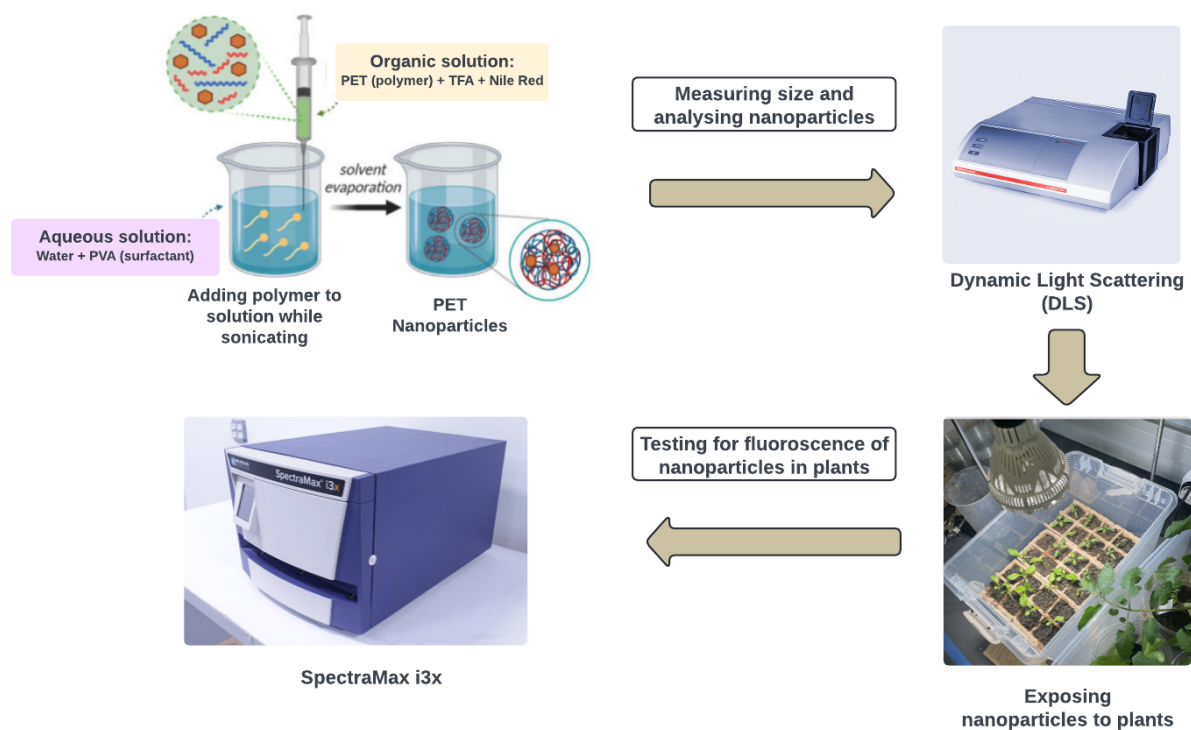 Organic solution:
PET (polymer) + TFA + Nile Red
Aqueous solution:
Water + PVA (surfactant)
solvent
evaporation
Adding polymer to
solution while
sonicating
PET
Nanoparticles
Measuring size and
analysing nanoparticles
Dynamic Light Scattering
(DLS)
Exposing
nanoparticles to plants
Testing for fluoroscence of
nanoparticles in plants
SpectraMax i3x
SpectraMax i3x